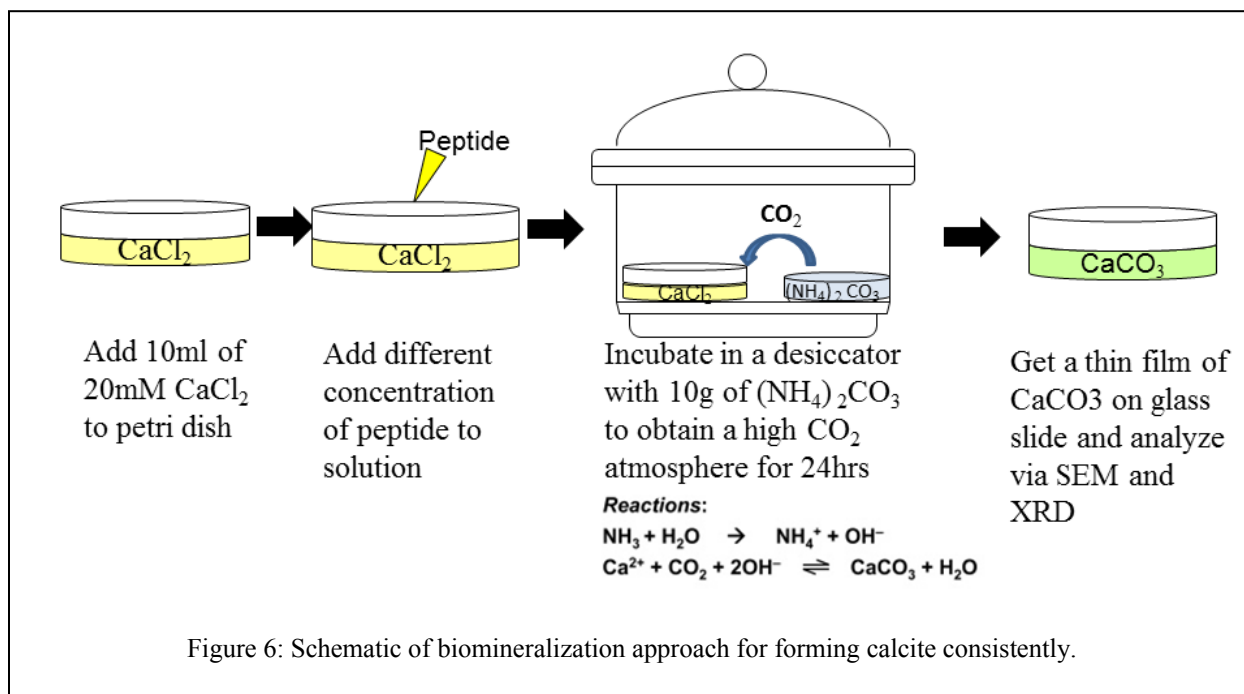 Peptide
CaCl₂
CaCl₂
CO₂
CaCl₂
(NH₄)₂ CO₃
CaCO₃
Add 10ml of
20mM CaCl₂
to petri dish
Add different
concentration
of peptide to
solution
Incubate in a desiccator
with 10g of (NH₄)₂CO₃
to obtain a high CO₂
atmosphere for 24hrs
Reactions:
NH₃ + H₂O → NH₄⁺ + OH⁻
Ca²⁺ + CO₂ + 2OH⁻ ⇌ CaCO₃ + H₂O
Get a thin film of
CaCO3 on glass
slide and analyze
via SEM and
XRD
Figure 6: Schematic of biomineralization approach for forming calcite consistently.